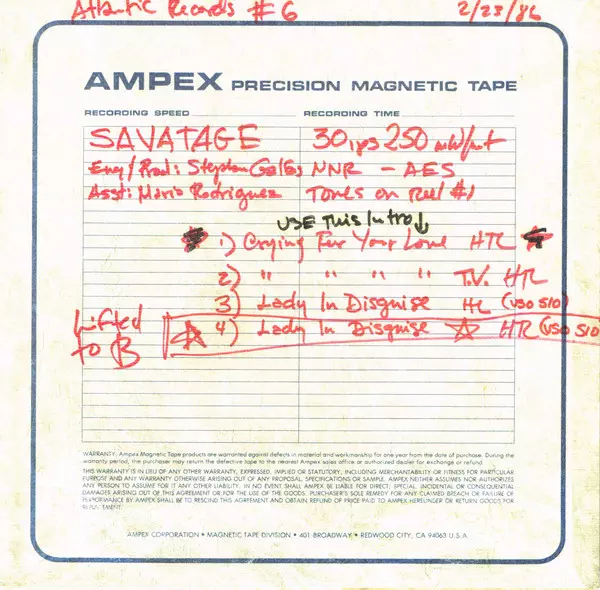 Atlantic Records #6 2/23/86
AMPEX PRECISION MAGNETIC TAPE
RECORDING SPEED RECORDING TIME
SAVATAGE 30 ips 250 nW/m
Eng/Prod: Stephan Galfas NNR - AES
Asst: Mario Rodriguez Tones on Reel #1
USE This Intro
1) Crying For Your Love HTR
2) " " " " T.V. HTR
3) Lady In Disguise HR (USO 510)
4) Lady In Disguise HTR (USO 510
Lifted
to B
WARRANTY. Ampex Magnetic Tape products are warranted against defects in material and workmanship for one year from the date of purchase. During the
warranty period, the purchaser may return the defective tape to the nearest Ampex sales office or authorized dealer for exchange or refund.
THIS WARRANTY IS IN LIEU OF ANY OTHER WARRANTY, EXPRESSED, IMPLIED OR STATUTORY, INCLUDING MERCHANTABILITY OR FITNESS FOR PARTICULAR
PURPOSE AND ANY WARRANTY OTHERWISE ARISING OUT OF ANY PROPOSAL, SPECIFICATIONS OR SAMPLE. AMPEX NEITHER ASSUMES NOR AUTHORIZES
ANY PERSON TO ASSUME FOR IT ANY OTHER LIABILITY. IN NO EVENT SHALL AMPEX BE LIABLE FOR DIRECT, SPECIAL, INCIDENTAL OR CONSEQUENTIAL
DAMAGES ARISING OUT OF THIS AGREEMENT OR FOR THE USE OF THE GOODS. PURCHASER'S SOLE REMEDY FOR ANY CLAIMED BREACH OR FAILURE OF
PERFORMANCE BY AMPEX SHALL BE TO RESCIND THIS AGREEMENT AND OBTAIN REFUND OF PRICE PAID TO AMPEX HEREUNDER OR RETURN GOODS FOR
REPLACEMENT.
AMPEX CORPORATION • MAGNETIC TAPE DIVISION • 401 BROADWAY • REDWOOD CITY, CA 94063 U.S.A.